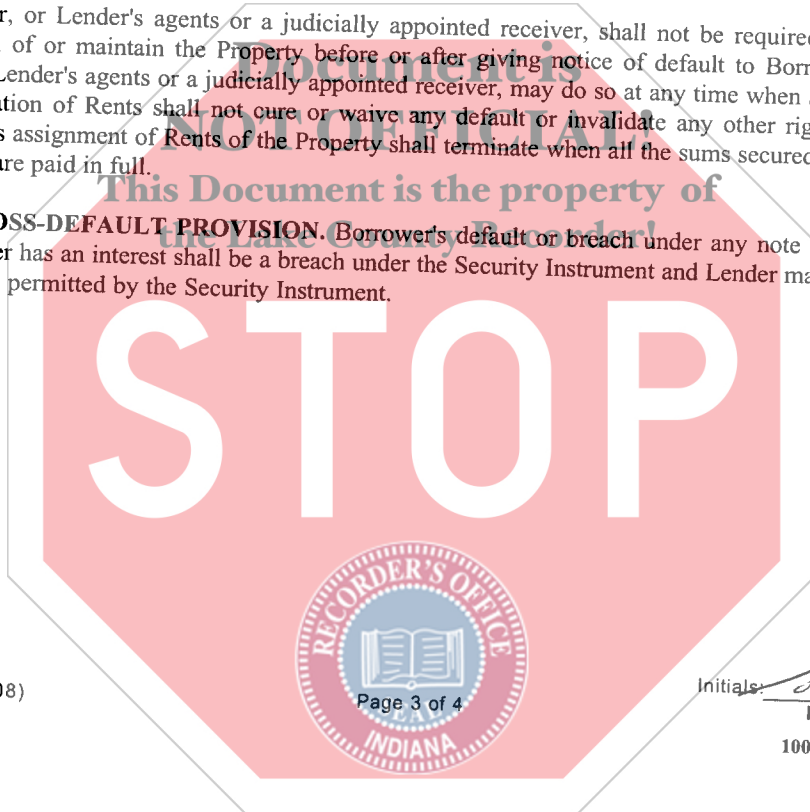 r, or Lender's agents or a judicially appointed receiver, shall not be required
of or maintain the Property before or after giving notice of default to Borr
Lender's agents or a judicially appointed receiver, may do so at any time when
tion of Rents shall not cure or waive any default or invalidate any other rig
s assignment of Rents of the Property shall terminate when all the sums secured
are paid in full.
Document is
NOT OFFICIAL!
This Document is the property of
the Lake County Recorder!
OSS-DEFAULT PROVISION. Borrower's default or breach under any note
er has an interest shall be a breach under the Security Instrument and Lender ma
permitted by the Security Instrument.
STOP
RECORDER'S OFFICE
SEAL
INDIANA
08)
Page 3 of 4
Initials:
100